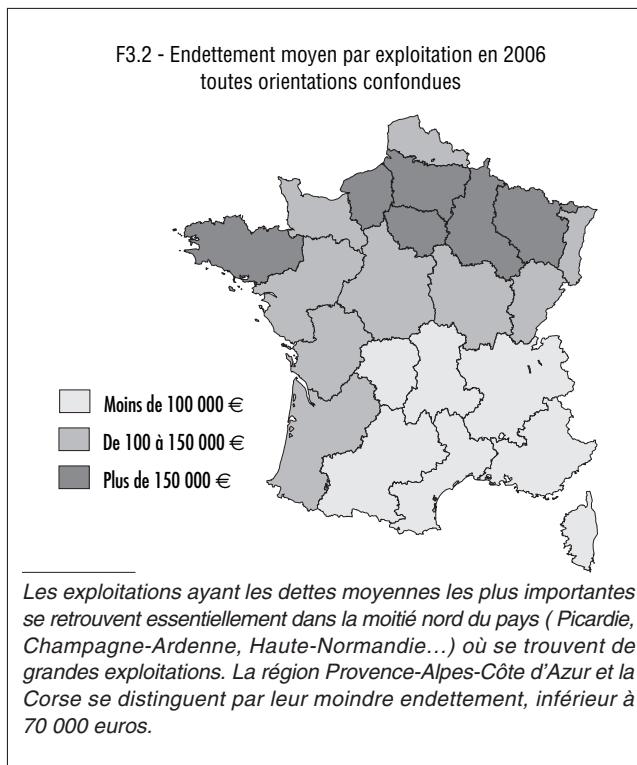 F3.2 - Endettement moyen par exploitation en 2006
toutes orientations confondues
Moins de 100 000 €
De 100 à 150 000 €
Plus de 150 000 €
Les exploitations ayant les dettes moyennes les plus importantes
se retrouvent essentiellement dans la moitié nord du pays ( Picardie,
Champagne-Ardenne, Haute-Normandie…) où se trouvent de
grandes exploitations. La région Provence-Alpes-Côte d'Azur et la
Corse se distinguent par leur moindre endettement, inférieur à
70 000 euros.